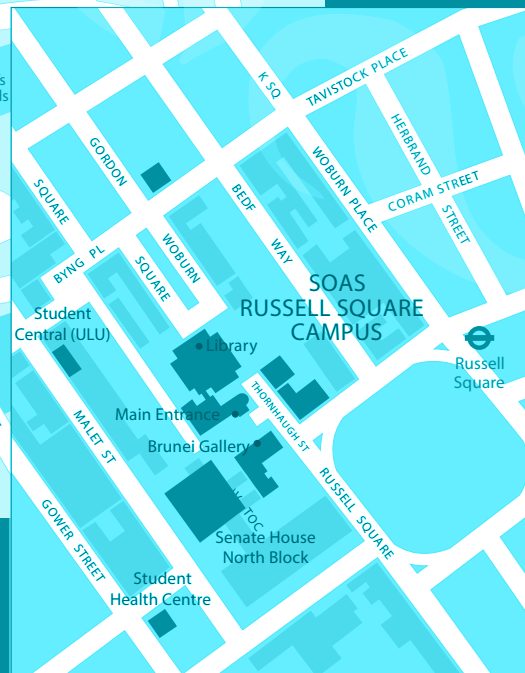 K SQ
TAVISTOCK PLACE
HERBRAND
STREET
GORDON
SQUARE
WOBURN PLACE
CORAM STREET
BEDF
WAY
WOBURN
SQUARE
BYNG PL
SOAS
RUSSELL SQUARE
CAMPUS
Student
Central (ULU)
Library
Russell
Square
THORNHAUGH ST
Main Entrance
MALET ST
Brunei Gallery
RUSSELL SQUARE
TOC
GOWER STREET
Senate House
North Block
Student
Health Centre